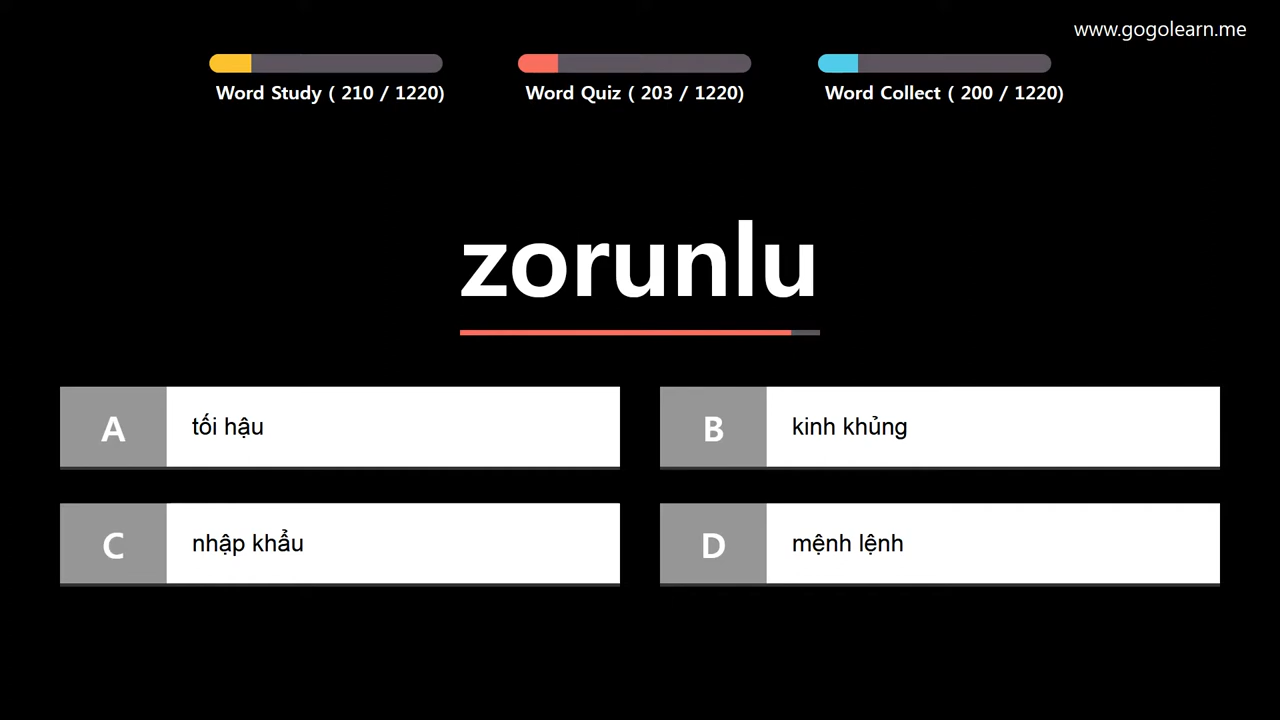 www.gogolearn.me
Word Study ( 210 / 1220)
Word Quiz ( 203 / 1220)
Word Collect ( 200 / 1220)
zorunlu
A
tối hậu
B
kinh khủng
C
nhập khẩu
D
mệnh lệnh